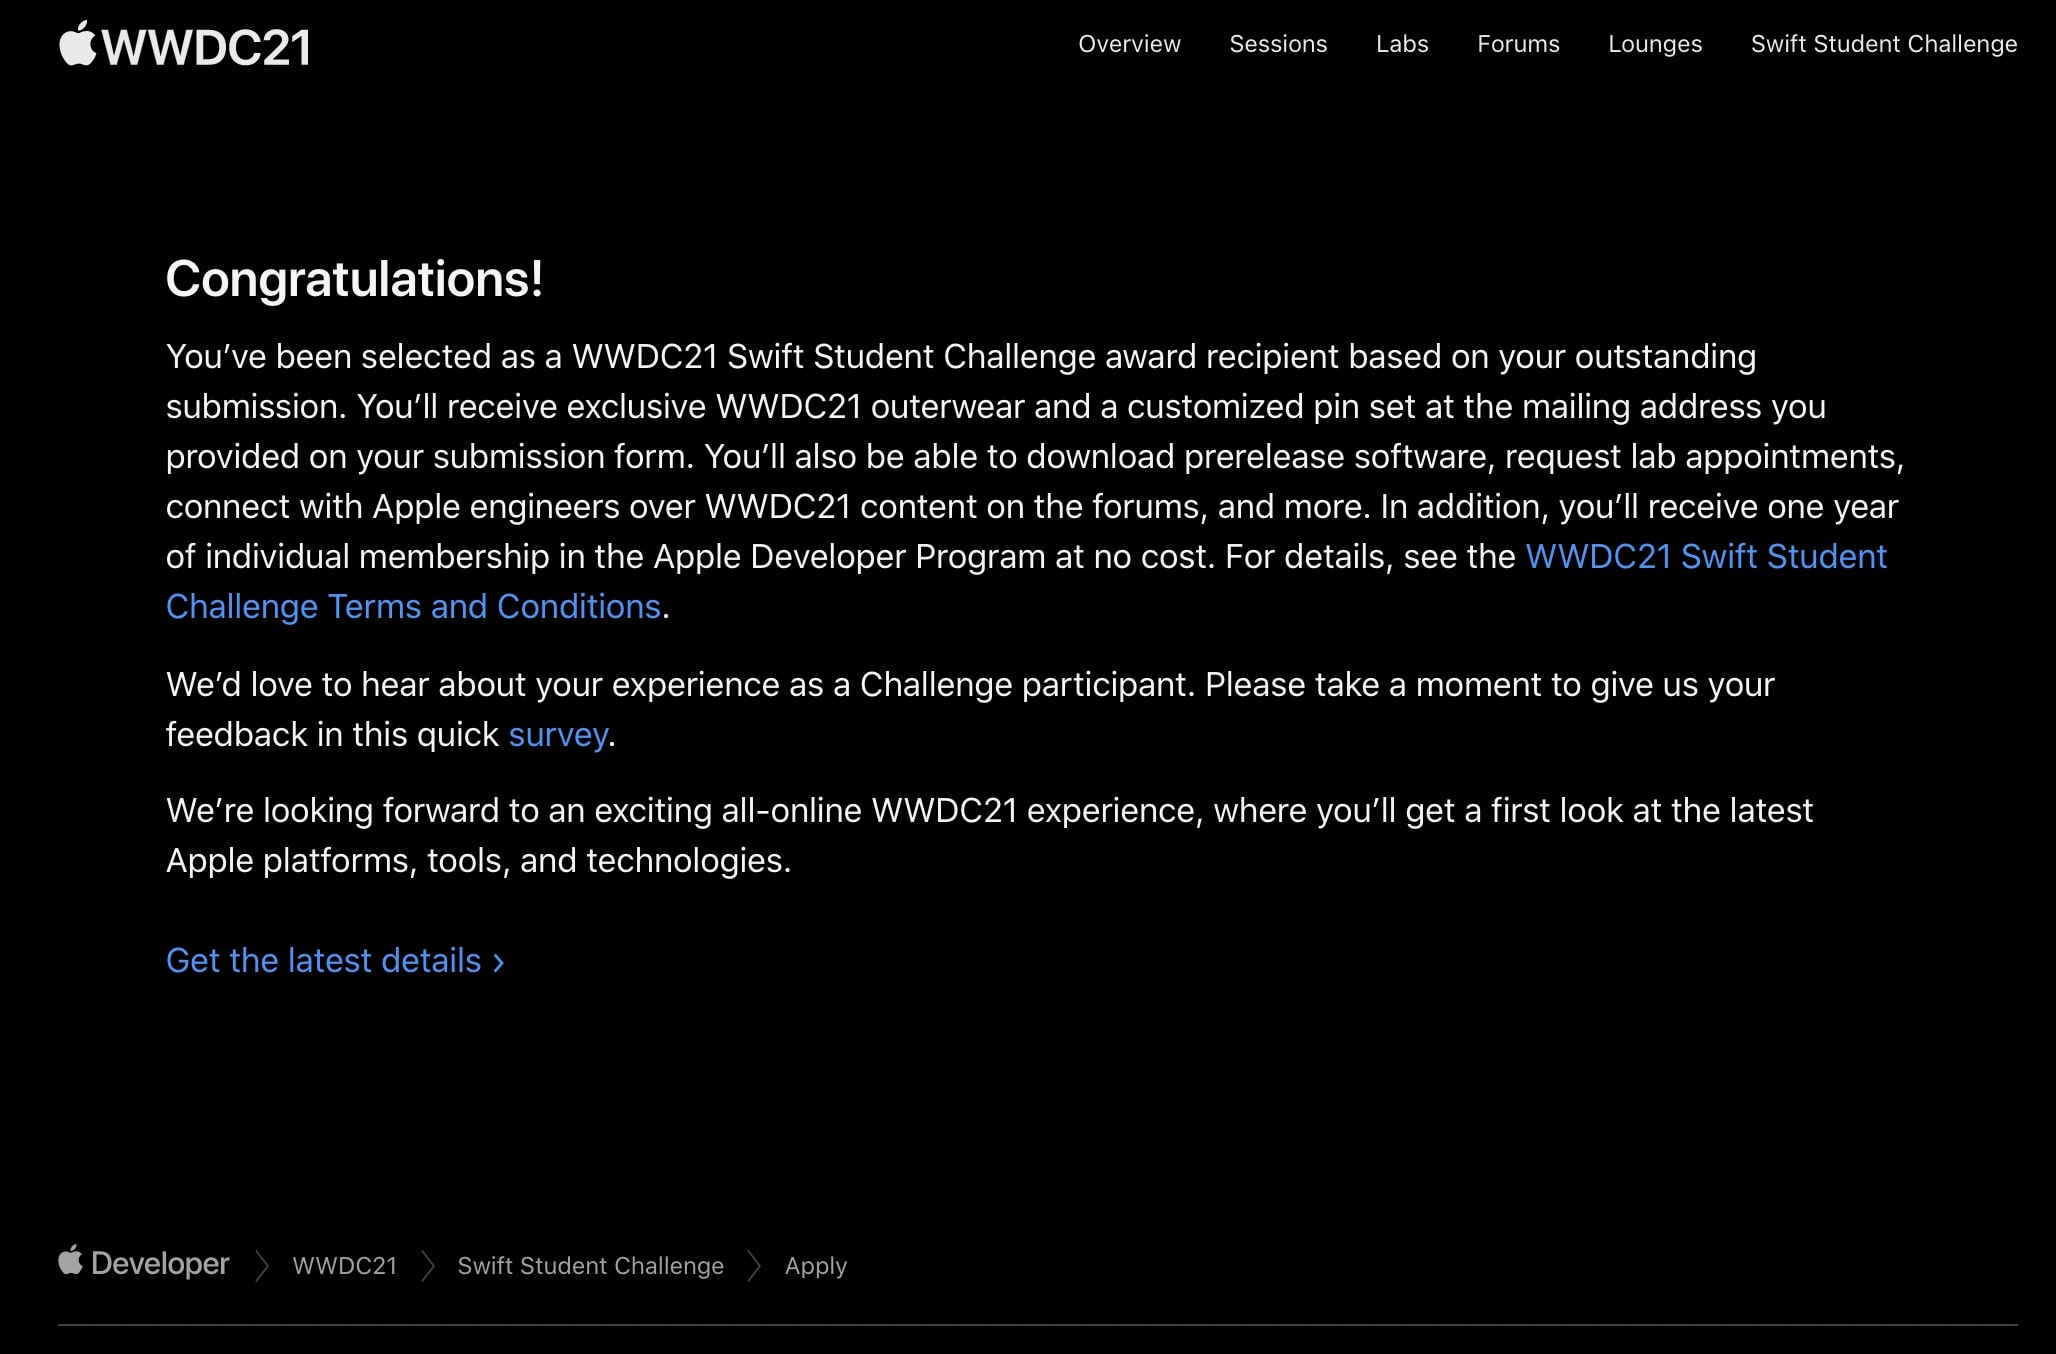 WWDC21
Overview Sessions Labs Forums Lounges Swift Student Challenge
Congratulations!
You’ve been selected as a WWDC21 Swift Student Challenge award recipient based on your outstanding
submission. You’ll receive exclusive WWDC21 outerwear and a customized pin set at the mailing address you
provided on your submission form. You’ll also be able to download prerelease software, request lab appointments,
connect with Apple engineers over WWDC21 content on the forums, and more. In addition, you’ll receive one year
of individual membership in the Apple Developer Program at no cost. For details, see the WWDC21 Swift Student
Challenge Terms and Conditions.
We’d love to hear about your experience as a Challenge participant. Please take a moment to give us your
feedback in this quick survey.
We’re looking forward to an exciting all-online WWDC21 experience, where you’ll get a first look at the latest
Apple platforms, tools, and technologies.
Get the latest details ›
Developer WWDC21 Swift Student Challenge Apply